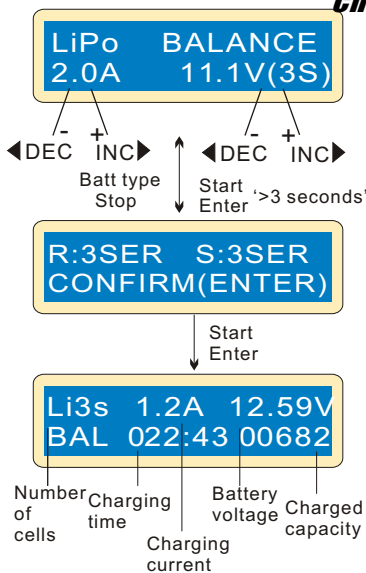 LiPo BALANCE
2.0A 11.1V(3S)
- + - +
◀DEC INC▶ ◀DEC INC▶
Batt type
Stop
Start
Enter '>3 seconds'
R:3SER S:3SER
CONFIRM(ENTER)
Start
Enter
Li3s 1.2A 12.59V
BAL 022:43 00682
Number
of
cells
Charging
time
Charging
current
Battery
voltage
Charged
capacity